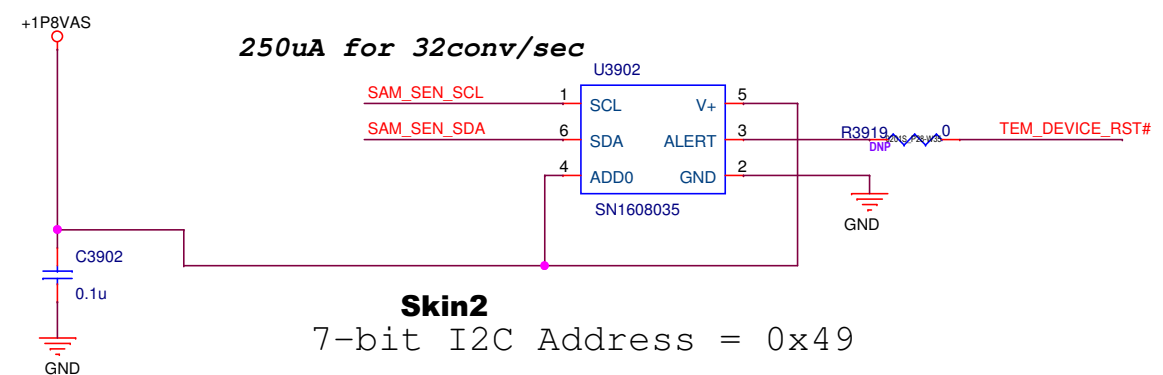 +1P8VAS
250uA for 32conv/sec
U3902
SAM_SEN_SCL 1 SCL V+ 5
SAM_SEN_SDA 6 SDA ALERT 3 R3919 0 TEM_DEVICE_RST#
DNP
4 ADD0 GND 2
SN1608035
GND
C3902
0.1u
GND
Skin2
7-bit I2C Address = 0x49